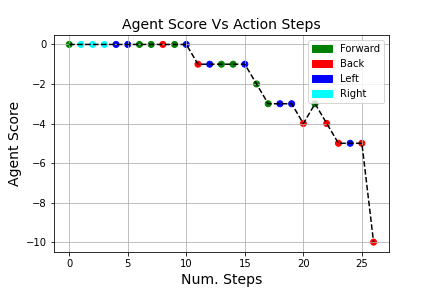 Agent Score Vs Action Steps
Agent Score
0
−2
−4
−6
−8
−10
Forward
Back
Left
Right
0 5 10 15 20 25
Num. Steps